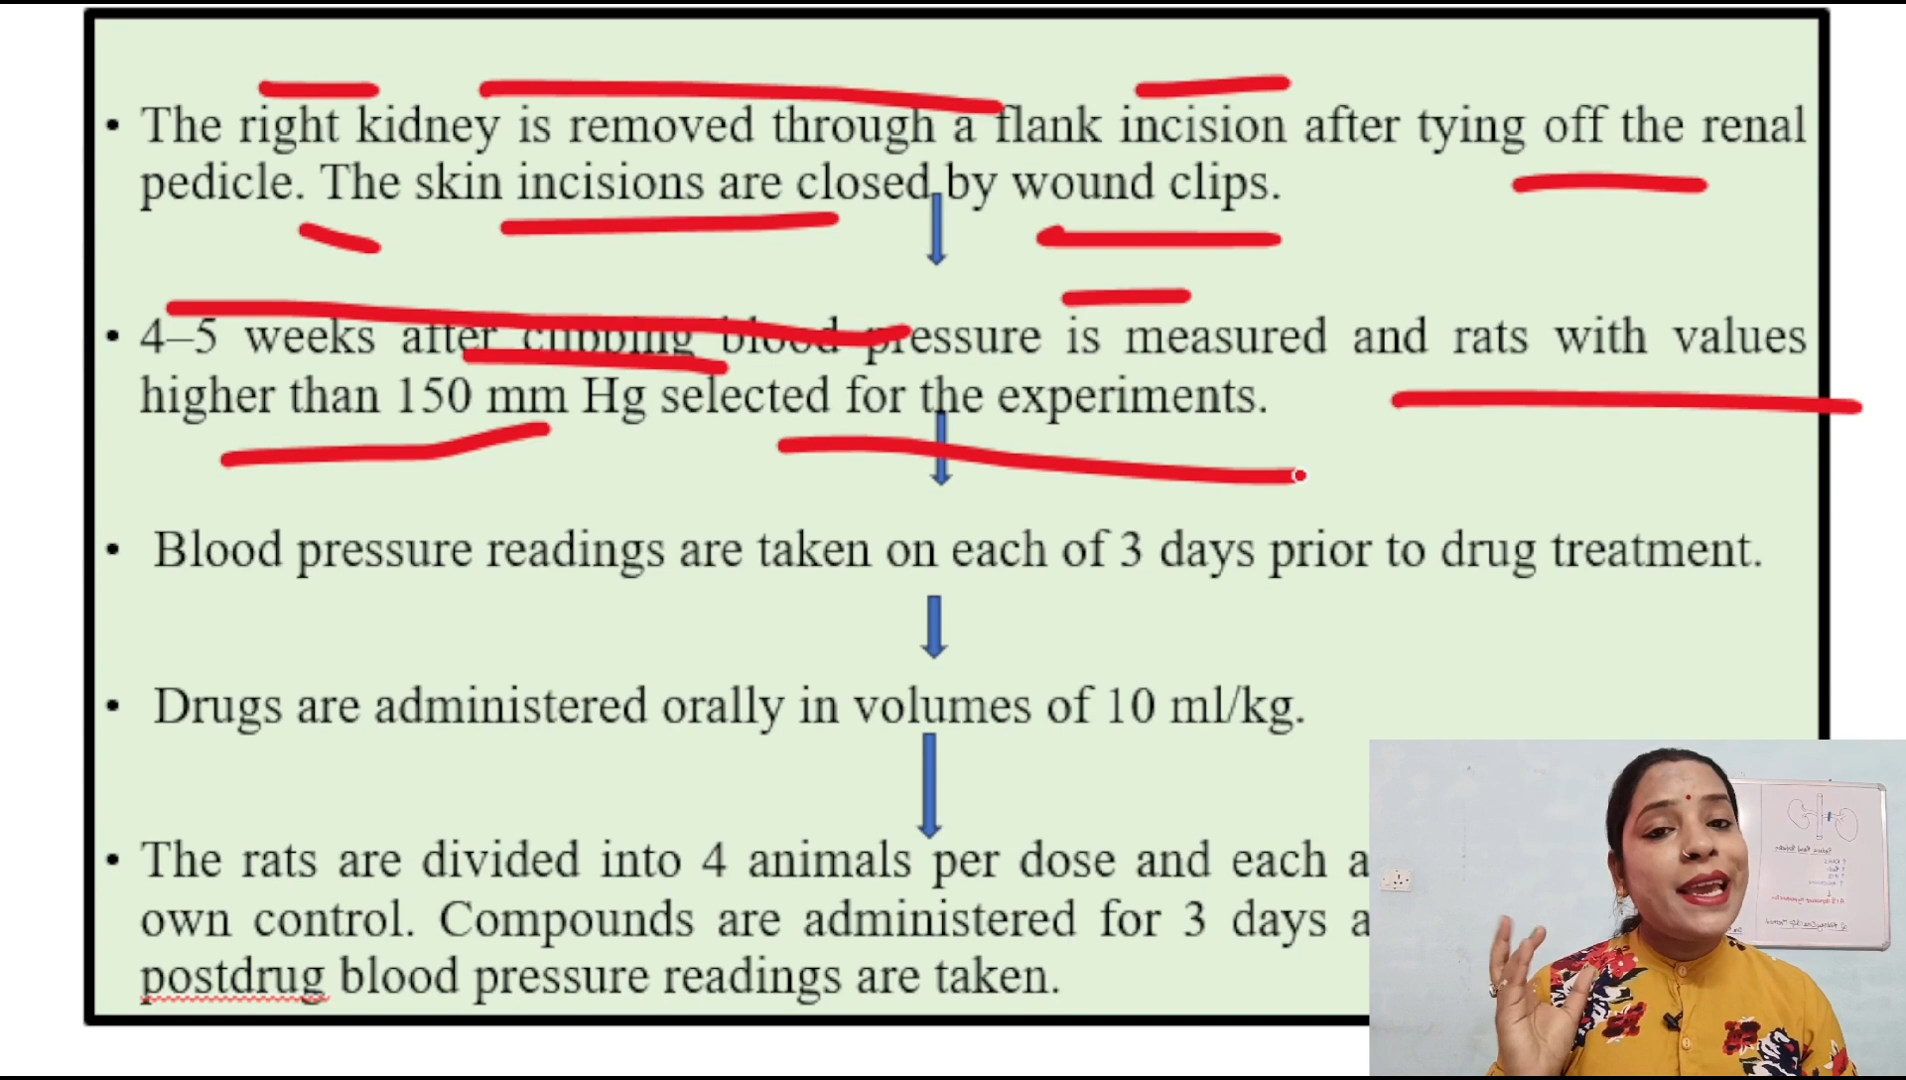 • The right kidney is removed through a flank incision after tying off the renal
pedicle. The skin incisions are closed by wound clips.
• 4–5 weeks after clipping blood pressure is measured and rats with values
higher than 150 mm Hg selected for the experiments.
• Blood pressure readings are taken on each of 3 days prior to drug treatment.
• Drugs are administered orally in volumes of 10 ml/kg.
• The rats are divided into 4 animals per dose and each a
own control. Compounds are administered for 3 days a
postdrug blood pressure readings are taken.